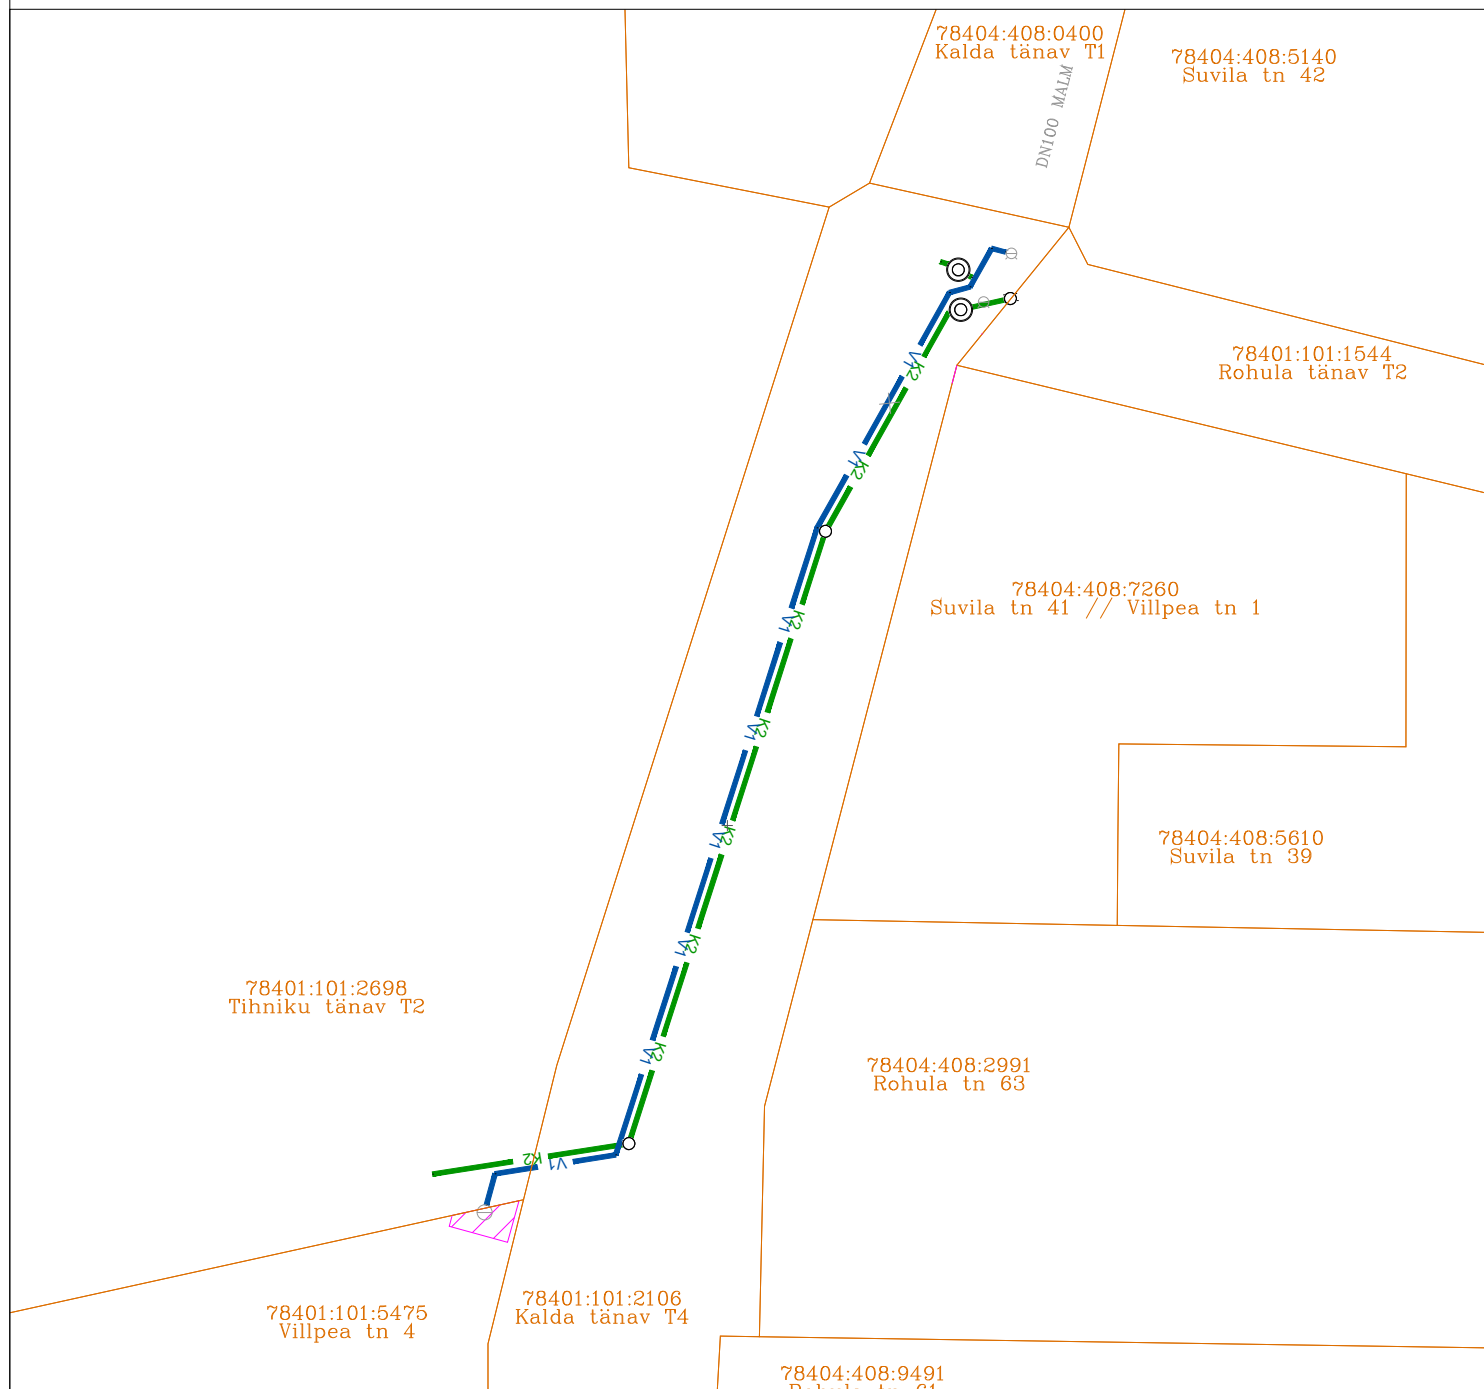 78404:408:0400
Kalda tänav T1
78404:408:5140
Suvila tn 42
DN100 MALM
78401:101:1544
Rohula tänav T2
V1
K2
V1
K2
78404:408:7260
Suvila tn 41 // Villpea tn 1
V1
K2
V1
K2
V1
K2
78404:408:5610
Suvila tn 39
V1
K2
78401:101:2698
Tihniku tänav T2
V1
K2
78404:408:2991
Rohula tn 63
K2
V1
78401:101:2106
Kalda tänav T4
78401:101:5475
Villpea tn 4
78404:408:9491
Rohula tn 61